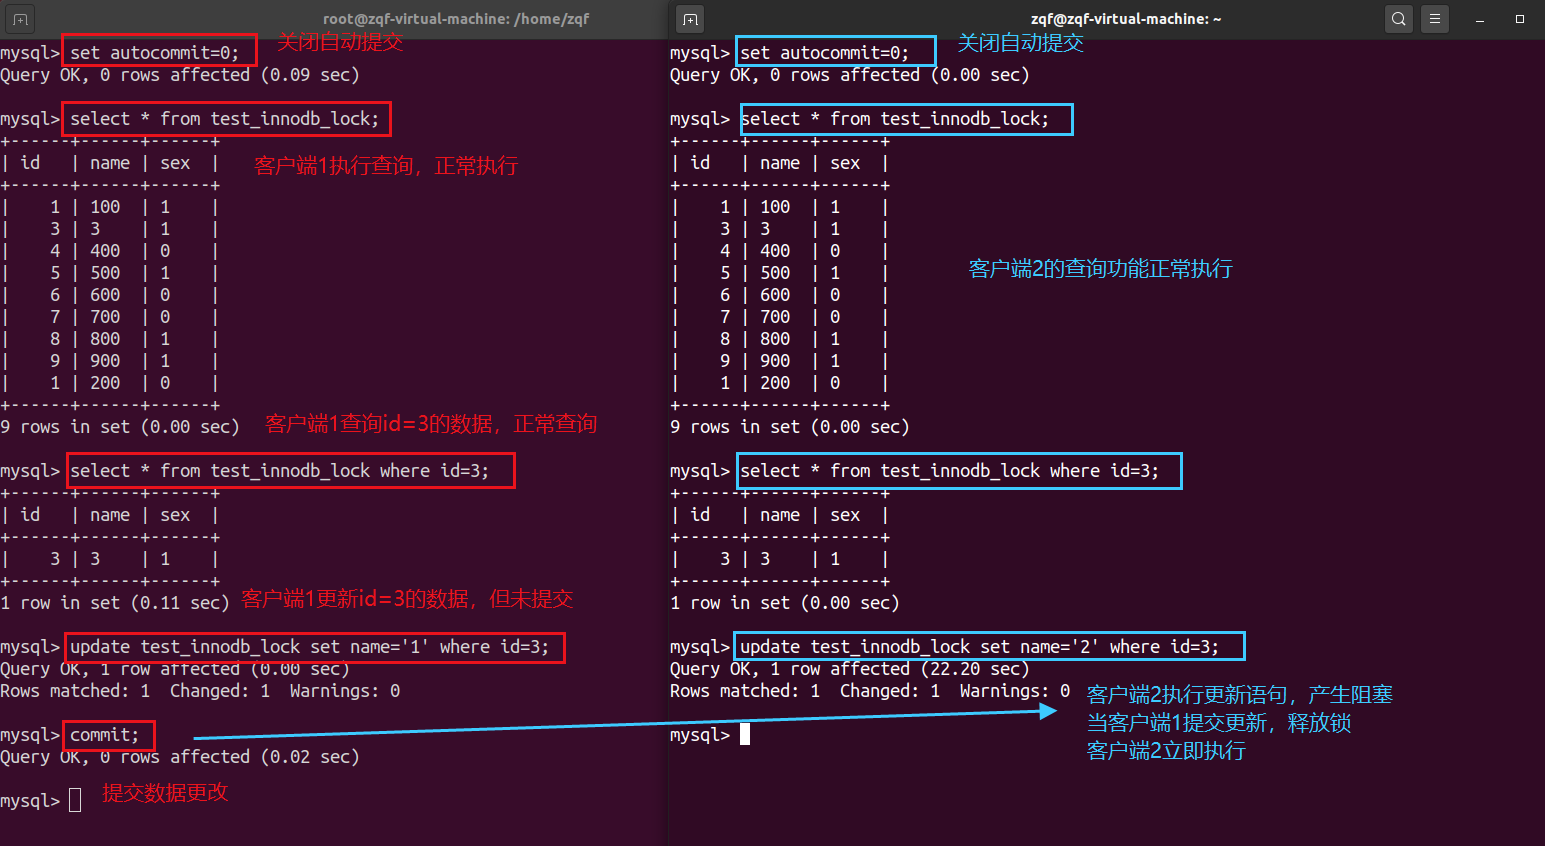 root@zqf-virtual-machine: /home/zqf
mysql> set autocommit=0;
关闭自动提交
Query OK, 0 rows affected (0.09 sec)
mysql> select * from test_innodb_lock;
+------+------+------+
| id   | name | sex  |
客户端1执行查询，正常执行
+------+------+------+
|    1 | 100  | 1    |
|    3 | 3    | 1    |
|    4 | 400  | 0    |
|    5 | 500  | 1    |
|    6 | 600  | 0    |
|    7 | 700  | 0    |
|    8 | 800  | 1    |
|    9 | 900  | 1    |
|    1 | 200  | 0    |
+------+------+------+
9 rows in set (0.00 sec)
客户端1查询id=3的数据，正常查询
mysql> select * from test_innodb_lock where id=3;
+------+------+------+
| id   | name | sex  |
+------+------+------+
|    3 | 3    | 1    |
+------+------+------+
1 row in set (0.11 sec)
客户端1更新id=3的数据，但未提交
mysql> update test_innodb_lock set name='1' where id=3;
Query OK, 1 row affected (0.00 sec)
Rows matched: 1  Changed: 1  Warnings: 0
mysql> commit;
Query OK, 0 rows affected (0.02 sec)
提交数据更改
mysql>
zqf@zqf-virtual-machine: ~
mysql> set autocommit=0;
关闭自动提交
Query OK, 0 rows affected (0.00 sec)
mysql> select * from test_innodb_lock;
+------+------+------+
| id   | name | sex  |
+------+------+------+
|    1 | 100  | 1    |
|    3 | 3    | 1    |
|    4 | 400  | 0    |
客户端2的查询功能正常执行
|    5 | 500  | 1    |
|    6 | 600  | 0    |
|    7 | 700  | 0    |
|    8 | 800  | 1    |
|    9 | 900  | 1    |
|    1 | 200  | 0    |
+------+------+------+
9 rows in set (0.00 sec)
mysql> select * from test_innodb_lock where id=3;
+------+------+------+
| id   | name | sex  |
+------+------+------+
|    3 | 3    | 1    |
+------+------+------+
1 row in set (0.00 sec)
mysql> update test_innodb_lock set name='2' where id=3;
Query OK, 1 row affected (22.20 sec)
Rows matched: 1  Changed: 1  Warnings: 0
客户端2执行更新语句，产生阻塞
当客户端1提交更新，释放锁
客户端2立即执行
mysql>